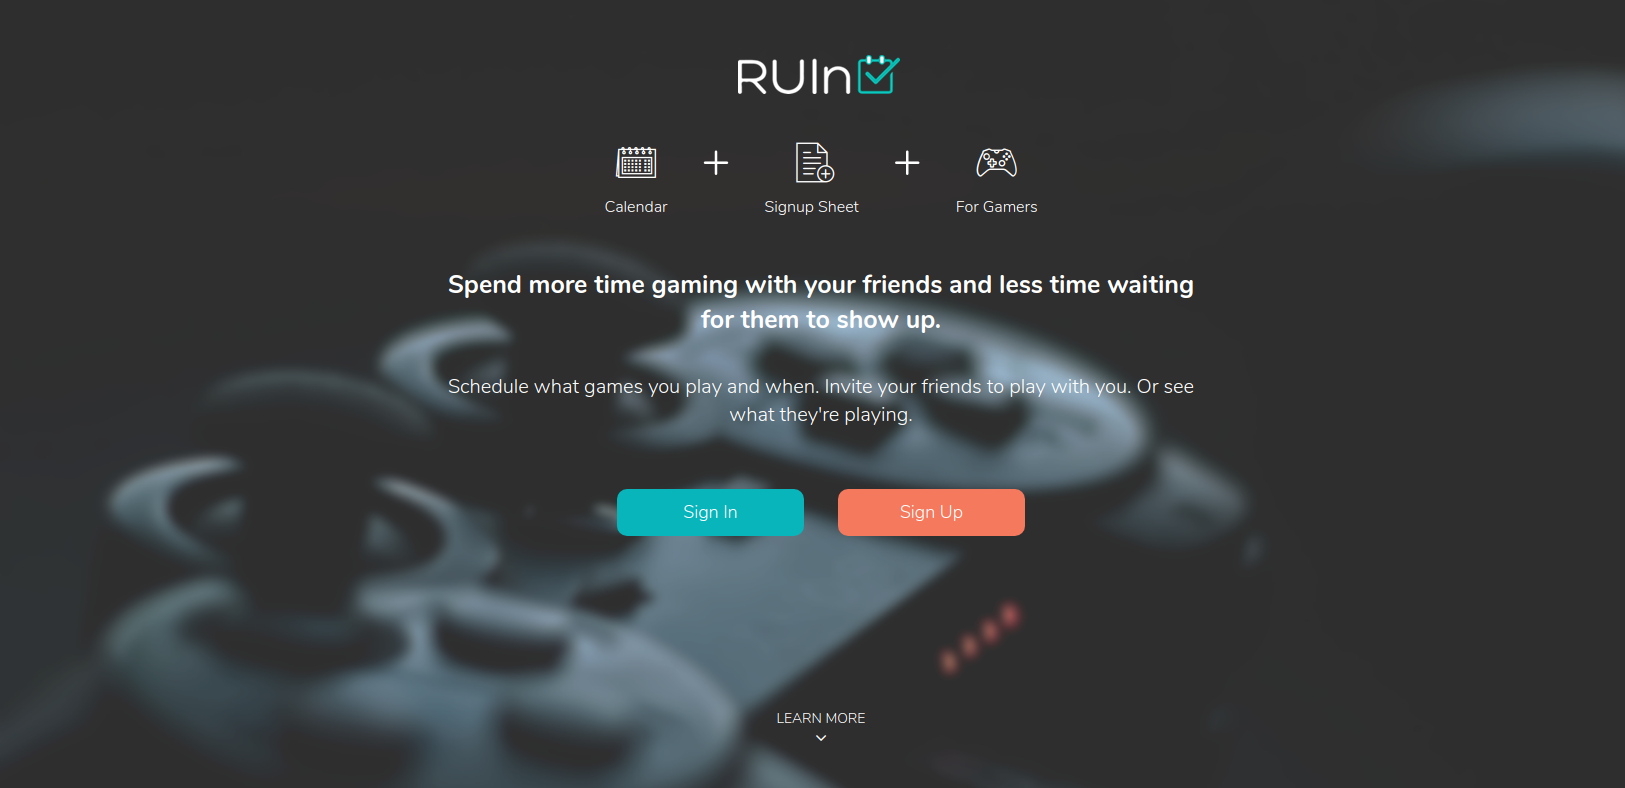 RUIn
Calendar
Signup Sheet
For Gamers
Spend more time gaming with your friends and less time waiting
for them to show up.
Schedule what games you play and when. Invite your friends to play with you. Or see
what they're playing.
Sign In
Sign Up
LEARN MORE